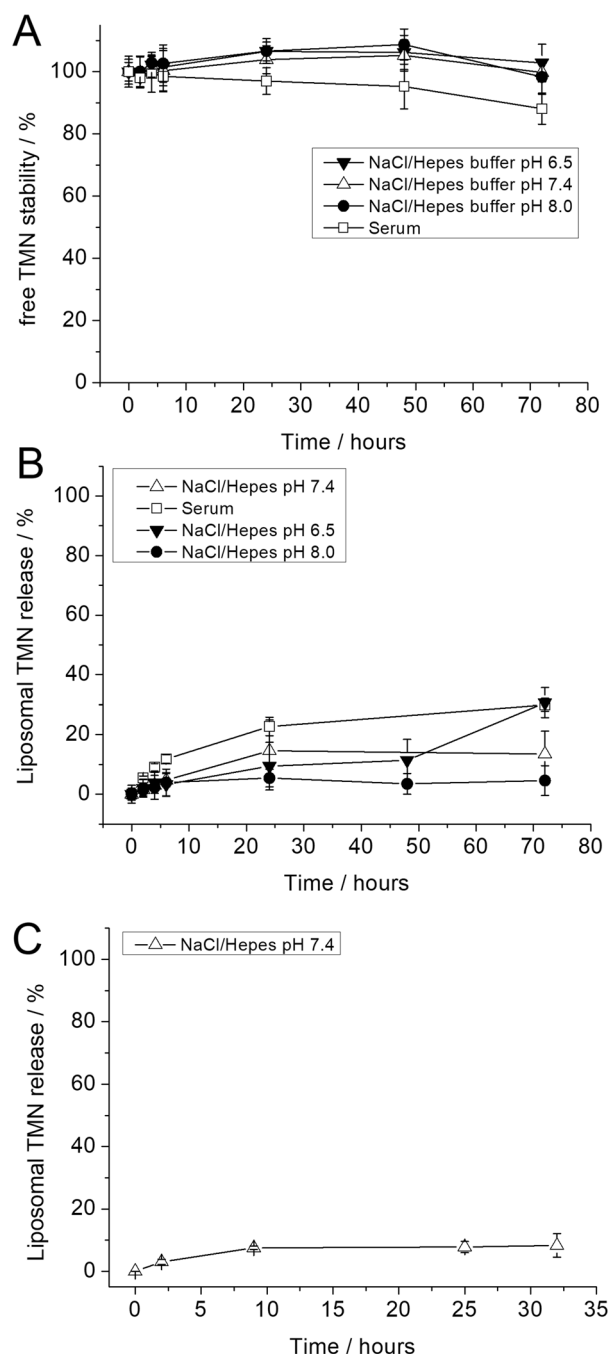 A
free TMN stability / %
100
80
60
40
20
0
NaCl/Hepes buffer pH 6.5
NaCl/Hepes buffer pH 7.4
NaCl/Hepes buffer pH 8.0
Serum
0 10 20 30 40 50 60 70 80
Time / hours
B
Liposomal TMN release / %
100
80
60
40
20
0
NaCl/Hepes pH 7.4
Serum
NaCl/Hepes pH 6.5
NaCl/Hepes pH 8.0
0 10 20 30 40 50 60 70 80
Time / hours
C
Liposomal TMN release / %
100
80
60
40
20
0
NaCl/Hepes pH 7.4
0 5 10 15 20 25 30 35
Time / hours